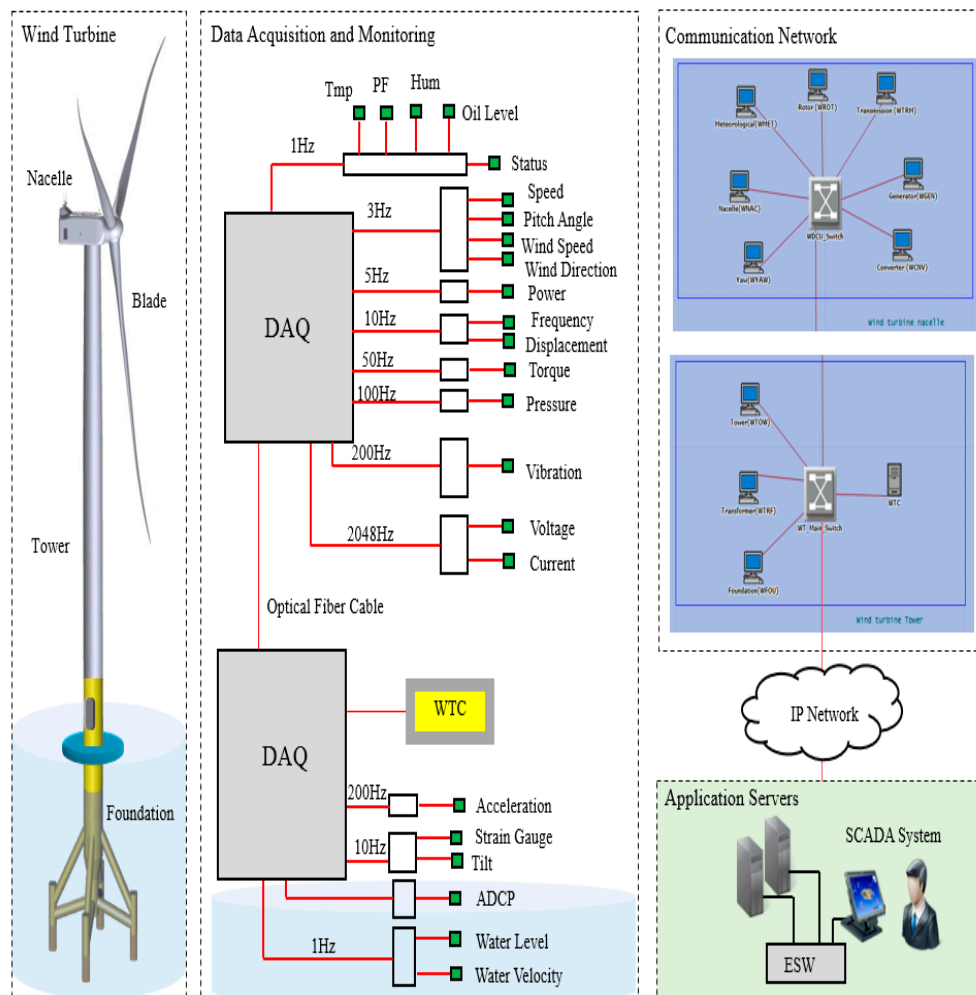 Wind Turbine
Nacelle
Blade
Tower
Foundation
Data Acquisition and Monitoring
Tmp
PF
Hum
Oil Level
1Hz
Status
3Hz
Speed
Pitch Angle
Wind Speed
Wind Direction
5Hz
Power
DAQ
10Hz
Frequency
Displacement
50Hz
Torque
100Hz
Pressure
200Hz
Vibration
2048Hz
Voltage
Current
Optical Fiber Cable
DAQ
WTC
200Hz
Acceleration
10Hz
Strain Gauge
Tilt
ADCP
1Hz
Water Level
Water Velocity
Communication Network
Rotor (WROT)
Meteorological(WMET)
Transmission (WTRM)
Nacelle(WNAC)
Generator(WGEN)
WDCU_Switch
Yaw(WYAW)
Converter (WCNV)
Wind turbine nacelle
Tower(WTOW)
Transformer(WTRF)
WTC
WT_Main_Switch
Foundation(WFOU)
Wind turbine Tower
IP Network
Application Servers
SCADA System
ESW